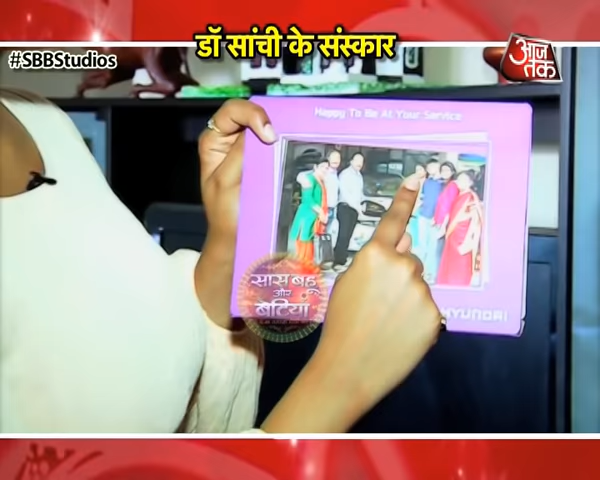 डॉ सांची के संस्कार
#SBBStudios
आज तक
Happy To Be At Your Service
सास बहू
और
बेटियां
HYUNDAI